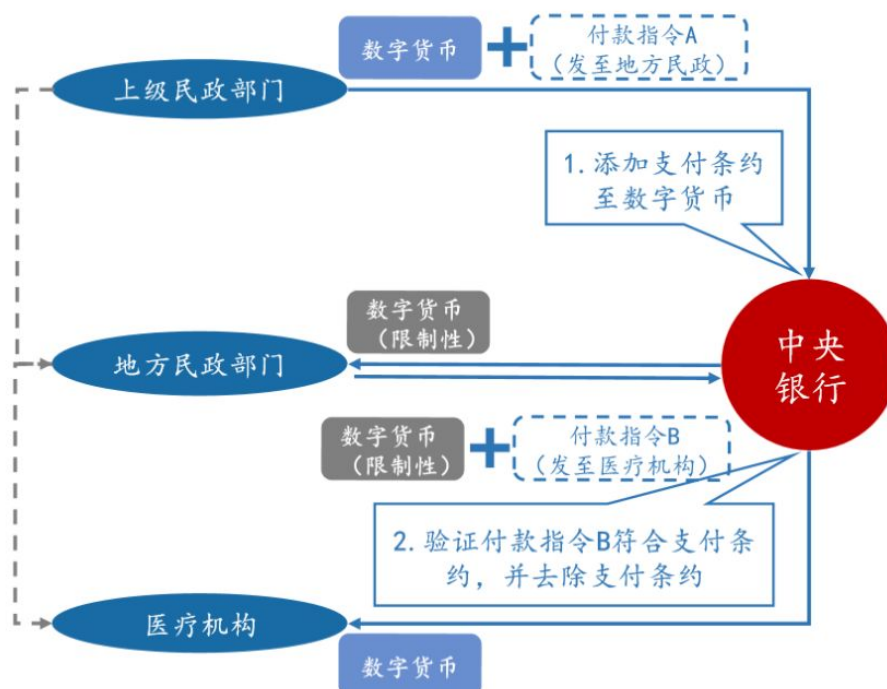 数字货币
付款指令A
（发至地方民政）
上级民政部门
1. 添加支付条约
至数字货币
数字货币
（限制性）
地方民政部门
中央
银行
数字货币
（限制性）
付款指令B
（发至医疗机构）
2. 验证付款指令B符合支付条
约，并去除支付条约
医疗机构
数字货币